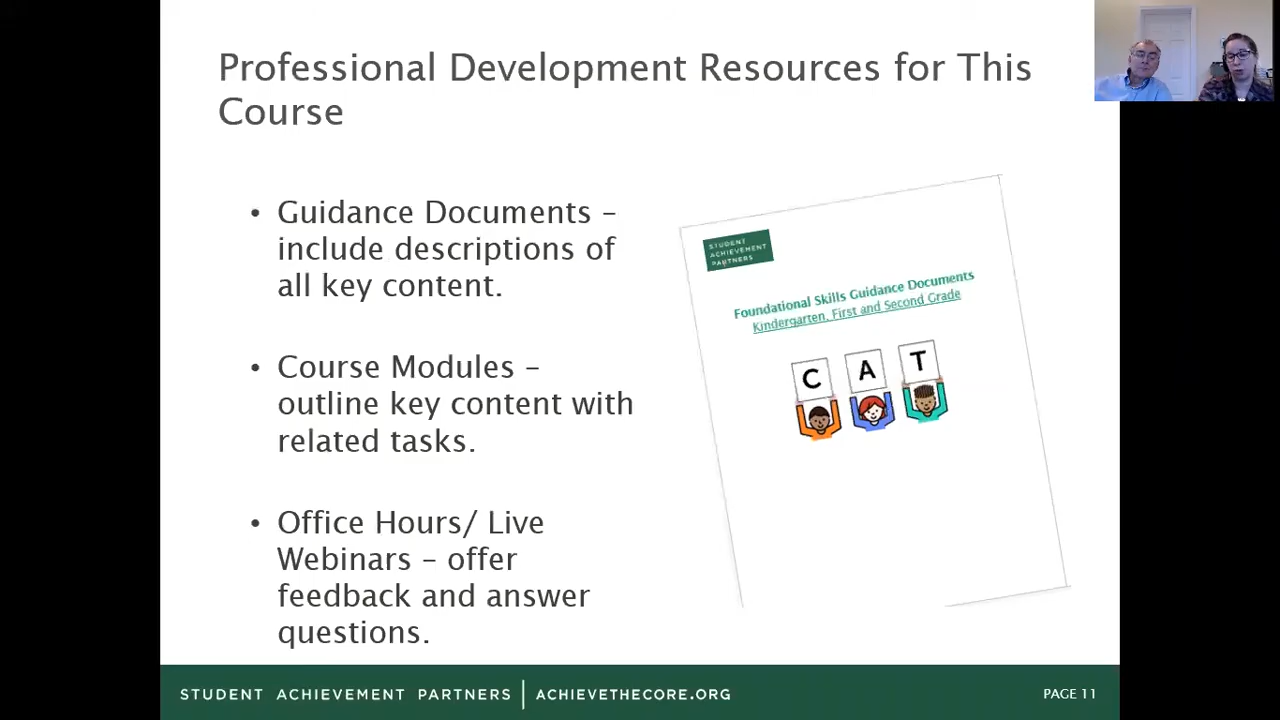 Professional Development Resources for This
Course
• Guidance Documents –
include descriptions of
all key content.
• Course Modules –
outline key content with
related tasks.
• Office Hours/ Live
Webinars – offer
feedback and answer
questions.
STUDENT
ACHIEVEMENT
PARTNERS
Foundational Skills Guidance Documents
Kindergarten, First and Second Grade
C A T
STUDENT ACHIEVEMENT PARTNERS | ACHIEVETHECORE.ORG
PAGE 11